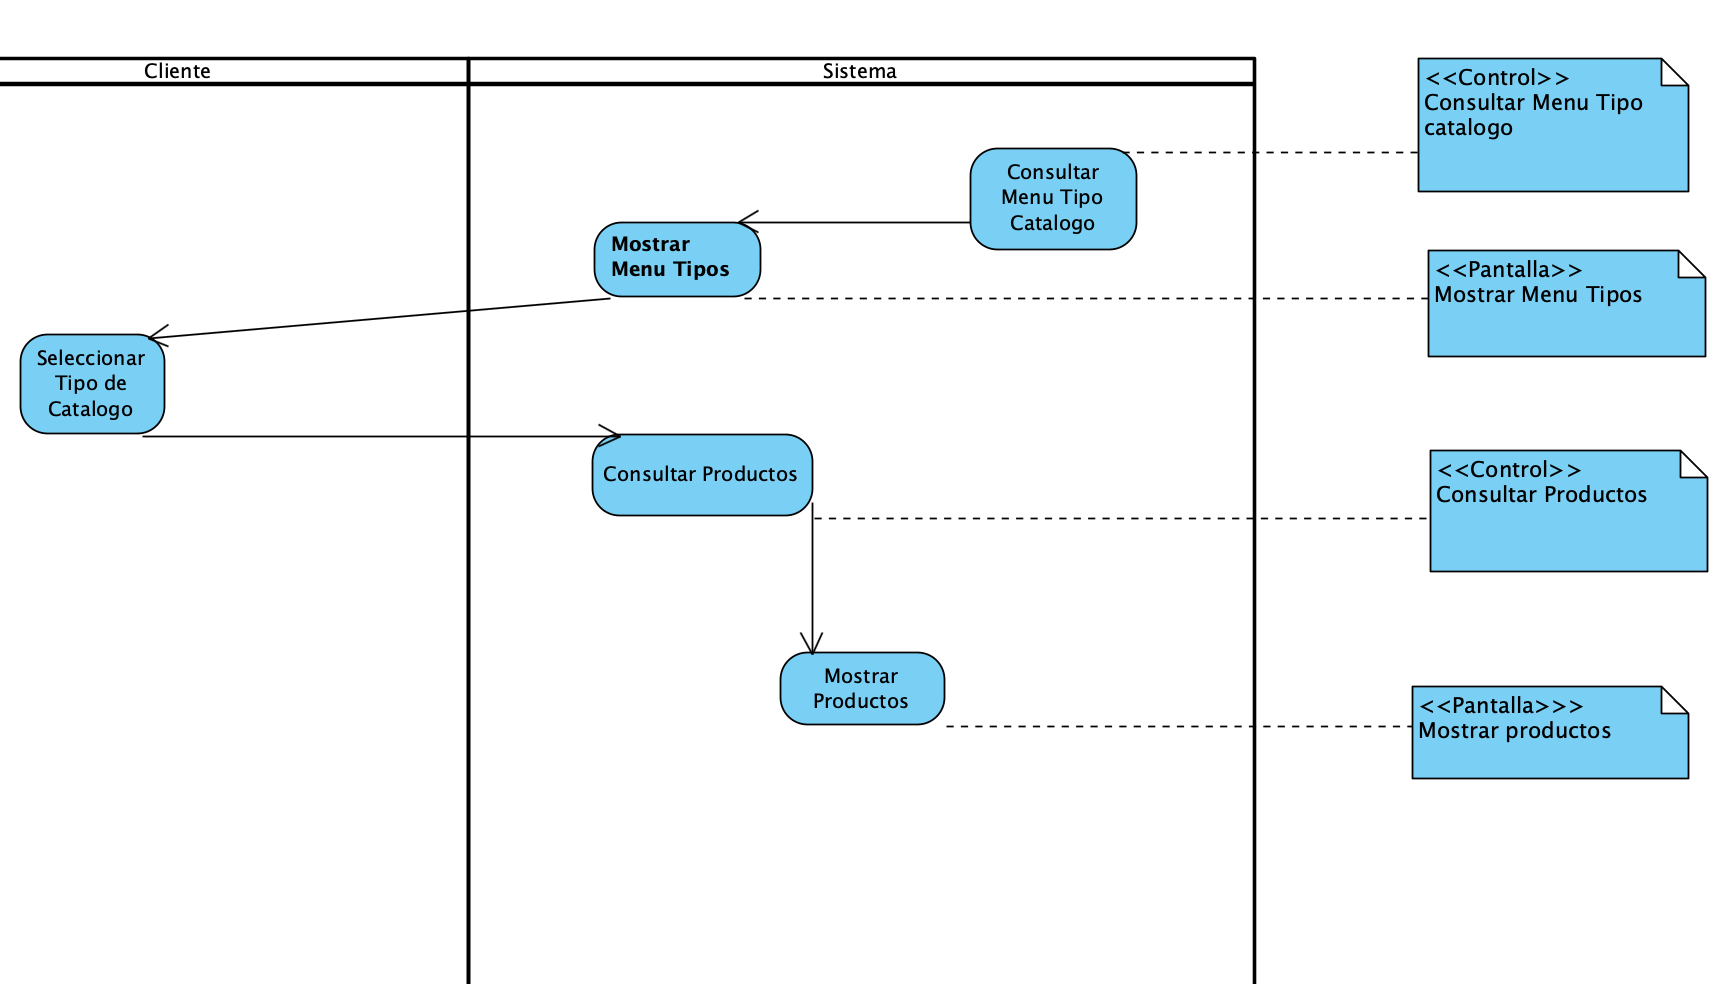 Cliente
Sistema
<<Control>>
Consultar Menu Tipo
catalogo
Consultar
Menu Tipo
Catalogo
Mostrar
Menu Tipos
<<Pantalla>>
Mostrar Menu Tipos
Seleccionar
Tipo de
Catalogo
Consultar Productos
<<Control>>
Consultar Productos
Mostrar
Productos
<<Pantalla>>>
Mostrar productos